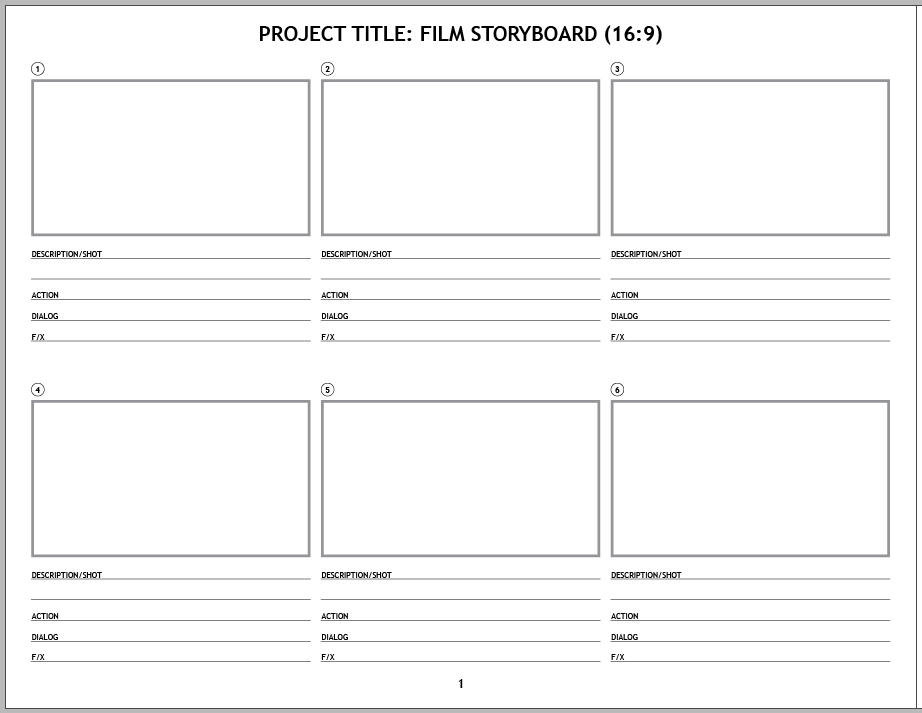 PROJECT TITLE: FILM STORYBOARD (16:9)
1
2
3
DESCRIPTION/SHOT
DESCRIPTION/SHOT
DESCRIPTION/SHOT
ACTION
ACTION
ACTION
DIALOG
DIALOG
DIALOG
F/X
F/X
F/X
4
5
6
DESCRIPTION/SHOT
DESCRIPTION/SHOT
DESCRIPTION/SHOT
ACTION
ACTION
ACTION
DIALOG
DIALOG
DIALOG
F/X
F/X
F/X
1